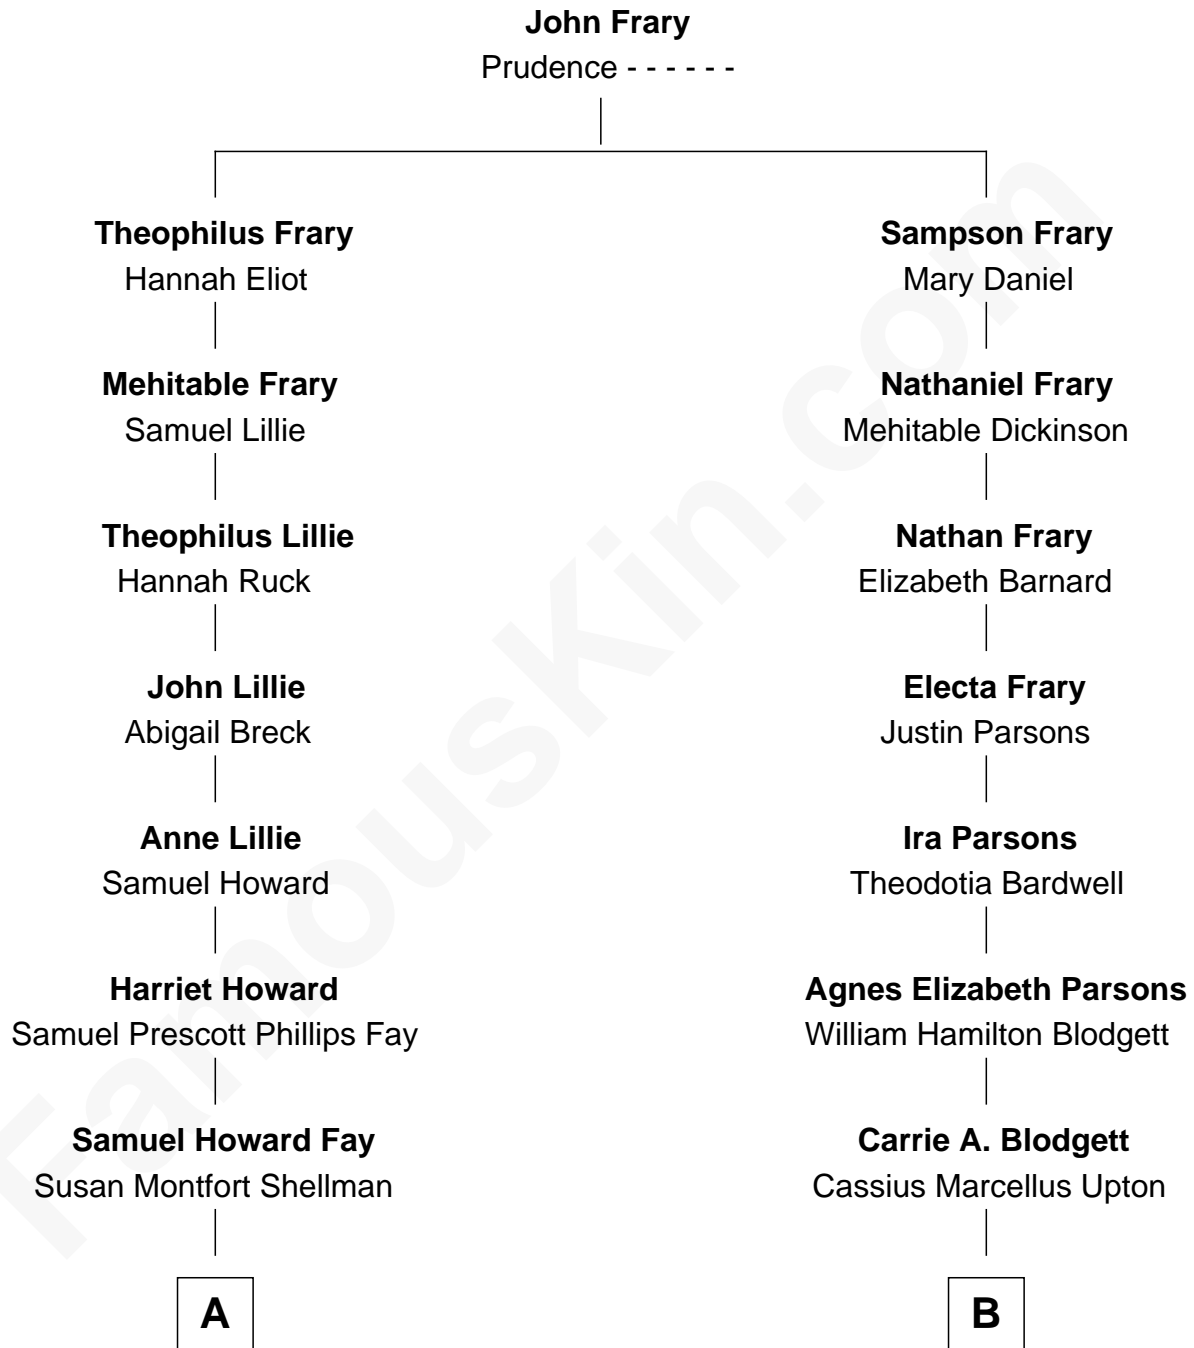 John Frary
Prudence - - - - - -
Theophilus Frary
Hannah Eliot
Sampson Frary
Mary Daniel
Mehitable Frary
Samuel Lillie
Nathaniel Frary
Mehitable Dickinson
Theophilus Lillie
Hannah Ruck
Nathan Frary
Elizabeth Barnard
John Lillie
Abigail Breck
Electa Frary
Justin Parsons
Anne Lillie
Samuel Howard
Ira Parsons
Theodotia Bardwell
Harriet Howard
Samuel Prescott Phillips Fay
Agnes Elizabeth Parsons
William Hamilton Blodgett
Samuel Howard Fay
Susan Montfort Shellman
Carrie A. Blodgett
Cassius Marcellus Upton
A
B
FamousKin.com